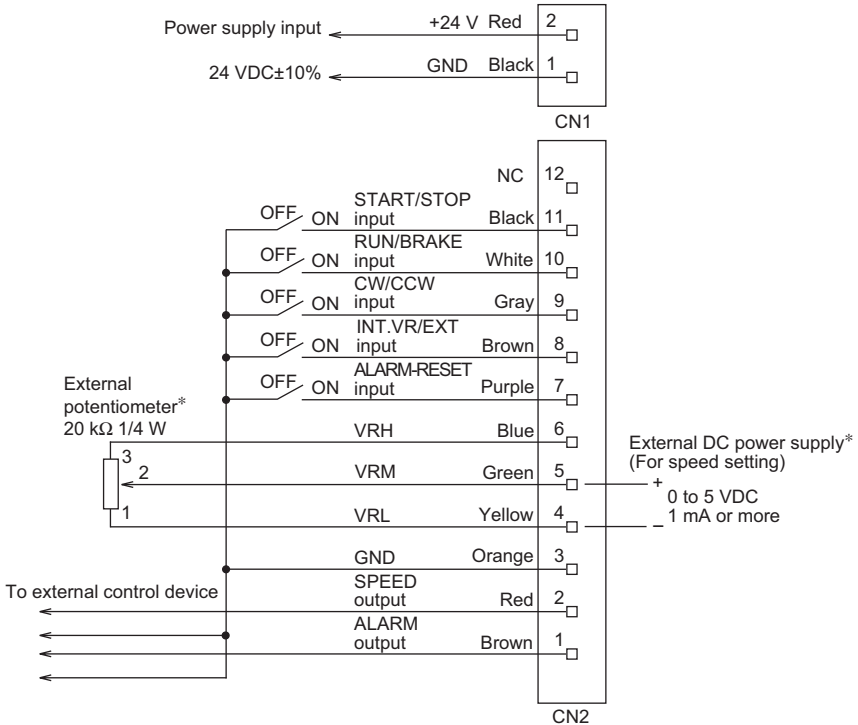 Power supply input +24 V Red 2
24 VDC±10% GND Black 1
CN1
NC 12
OFF ON START/STOP input Black 11
OFF ON RUN/BRAKE input White 10
OFF ON CW/CCW input Gray 9
OFF ON INT.VR/EXT input Brown 8
OFF ON ALARM-RESET input Purple 7
External
potentiometer*
20 kΩ 1/4 W
3
2
1
VRH Blue 6
VRM Green 5
VRL Yellow 4
External DC power supply*
(For speed setting)
+
0 to 5 VDC
1 mA or more
−
GND Orange 3
To external control device
SPEED output Red 2
ALARM output Brown 1
CN2